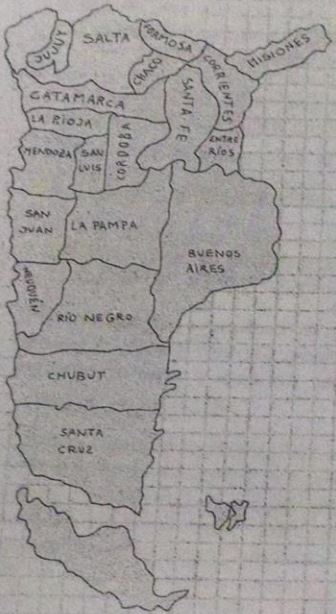 JUJUY
SALTA
FORMOSA
CHACO
MISIONES
CORRIENTES
CATAMARCA
SANTA FE
LA RIOJA
CORDOBA
ENTRE
RÍOS
MENDOZA
SAN
LUIS
SAN
JUAN
LA PAMPA
BUENOS
AIRES
NEUQUÉN
RÍO NEGRO
CHUBUT
SANTA
CRUZ